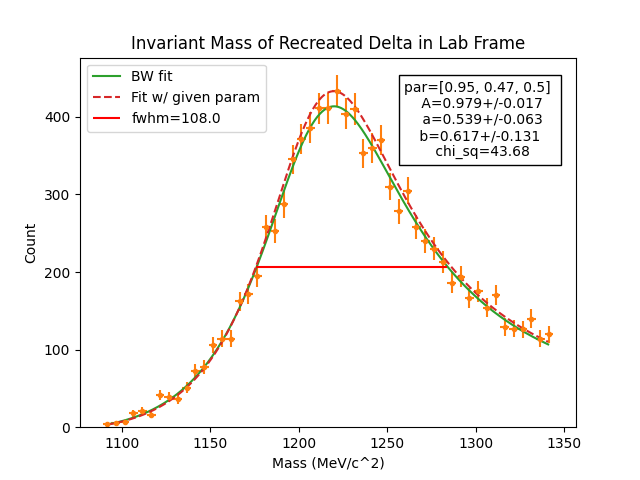 Invariant Mass of Recreated Delta in Lab Frame
BW fit
Fit w/ given param
fwhm=108.0
par=[0.95, 0.47, 0.5]
A=0.979+/-0.017
a=0.539+/-0.063
b=0.617+/-0.131
chi_sq=43.68
Count
400
300
200
100
0
1100
1150
1200
1250
1300
1350
Mass (MeV/c^2)